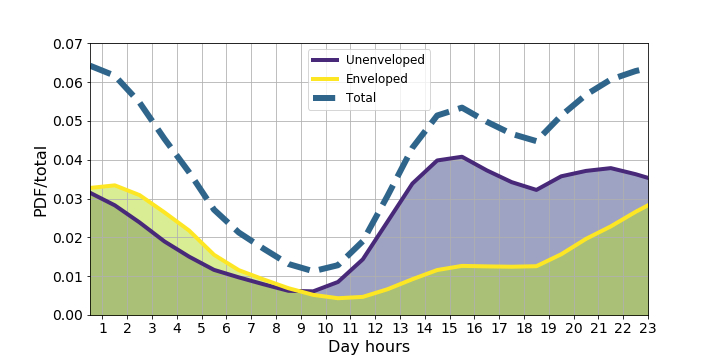 0.07
0.06
0.05
0.04
0.03
0.02
0.01
0.00
PDF/total
Unenveloped
Enveloped
Total
1 2 3 4 5 6 7 8 9 10 11 12 13 14 15 16 17 18 19 20 21 22 23
Day hours